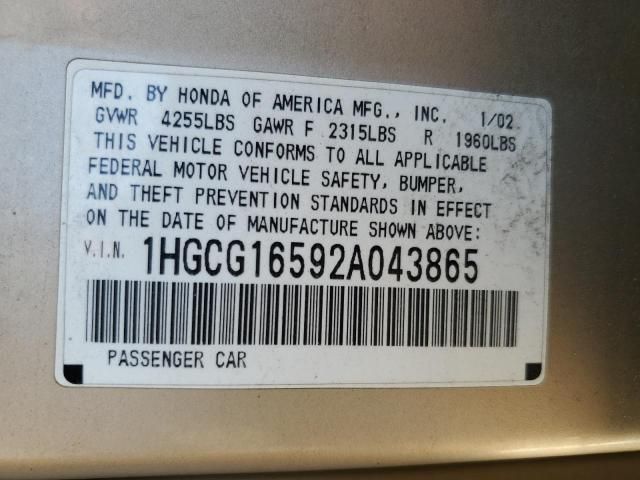 MFD. BY HONDA OF AMERICA MFG., INC. 1/02
GVWR 4255LBS GAWR F 2315LBS R 1960LBS
THIS VEHICLE CONFORMS TO ALL APPLICABLE
FEDERAL MOTOR VEHICLE SAFETY, BUMPER,
AND THEFT PREVENTION STANDARDS IN EFFECT
ON THE DATE OF MANUFACTURE SHOWN ABOVE:
V.I.N. 1HGCG16592A043865
PASSENGER CAR